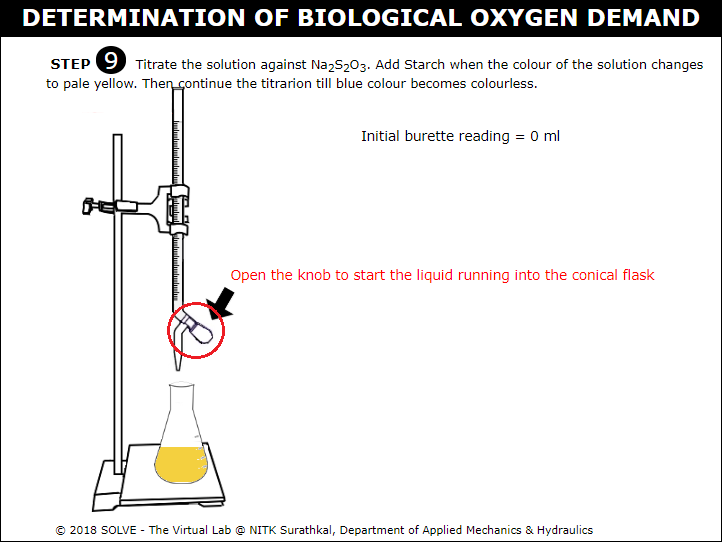 DETERMINATION OF BIOLOGICAL OXYGEN DEMAND
STEP 9 Titrate the solution against Na₂S₂O₃. Add Starch when the colour of the solution changes
to pale yellow. Then continue the titrarion till blue colour becomes colourless.
Initial burette reading = 0 ml
Open the knob to start the liquid running into the conical flask
© 2018 SOLVE - The Virtual Lab @ NITK Surathkal, Department of Applied Mechanics & Hydraulics